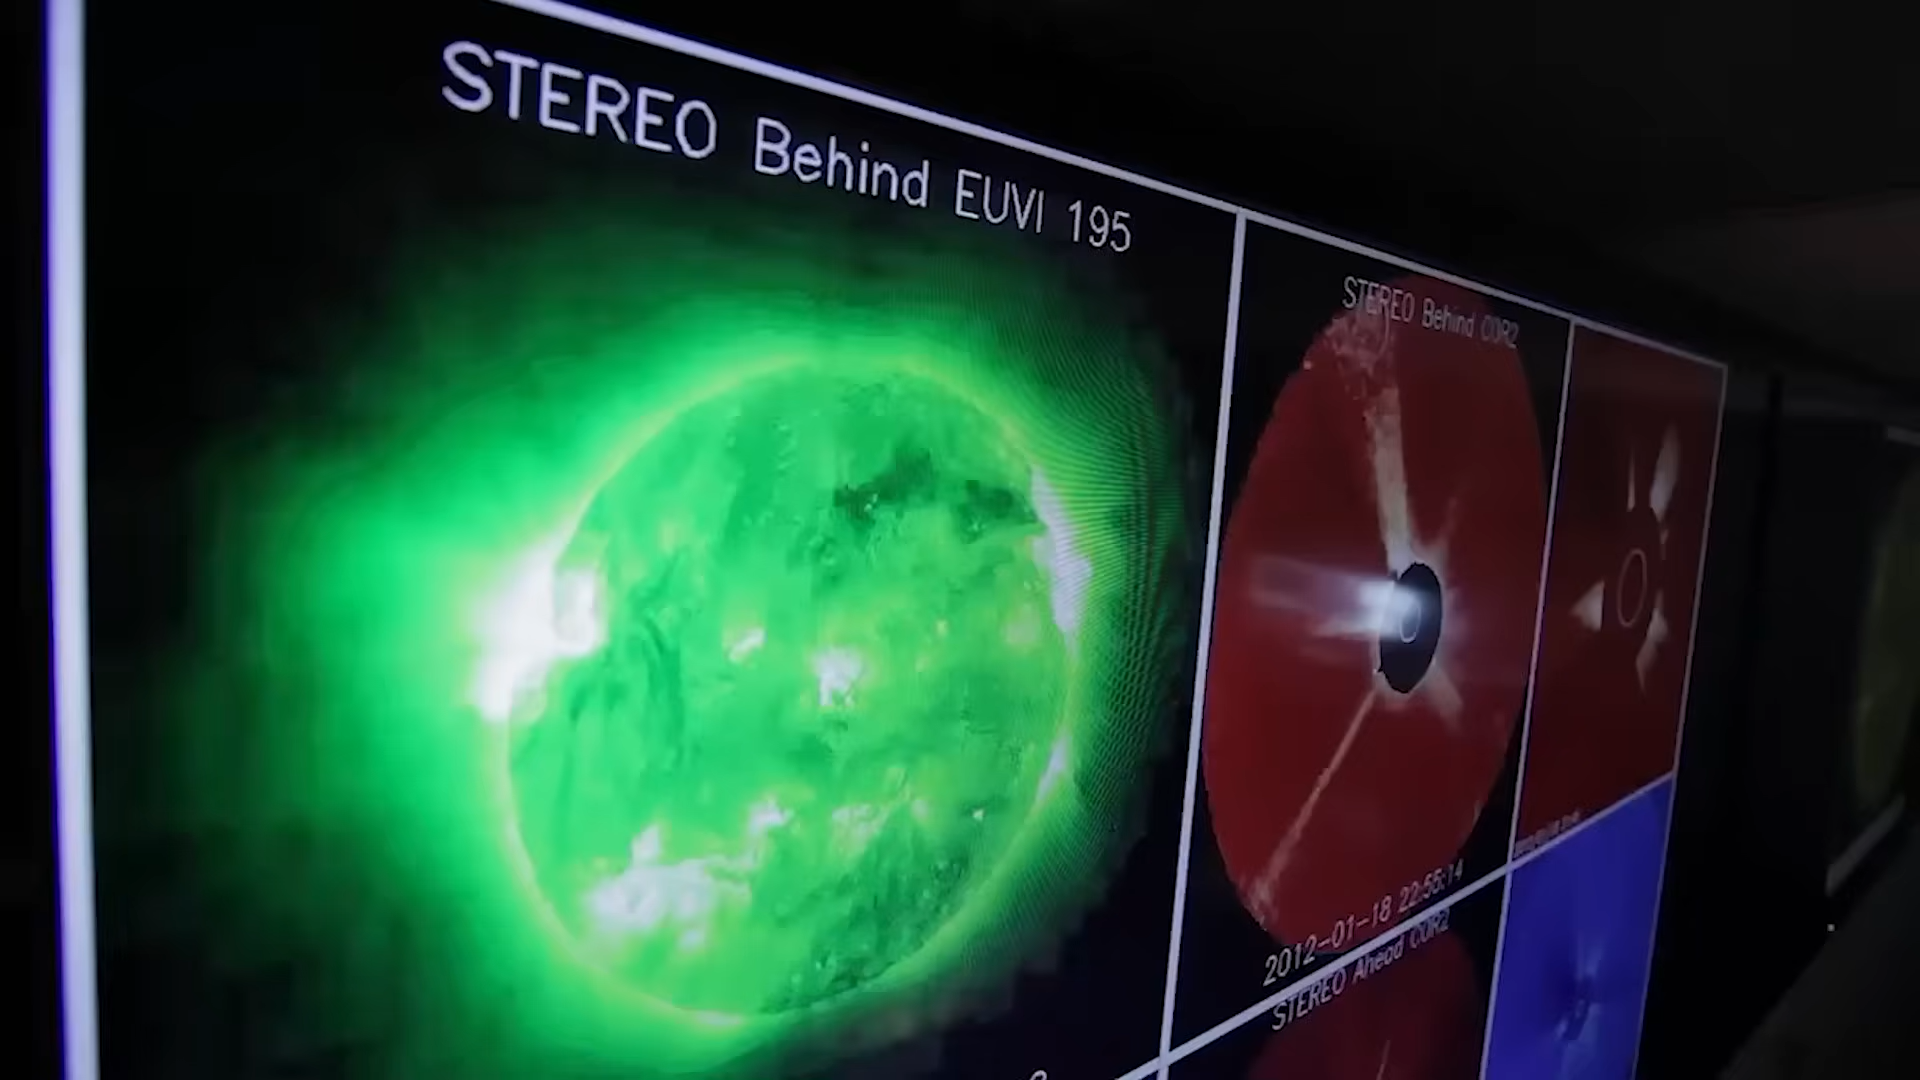 STEREO Behind EUVI 195
STEREO Behind COR2
2012-01-18 22:55:14
STEREO Ahead COR2